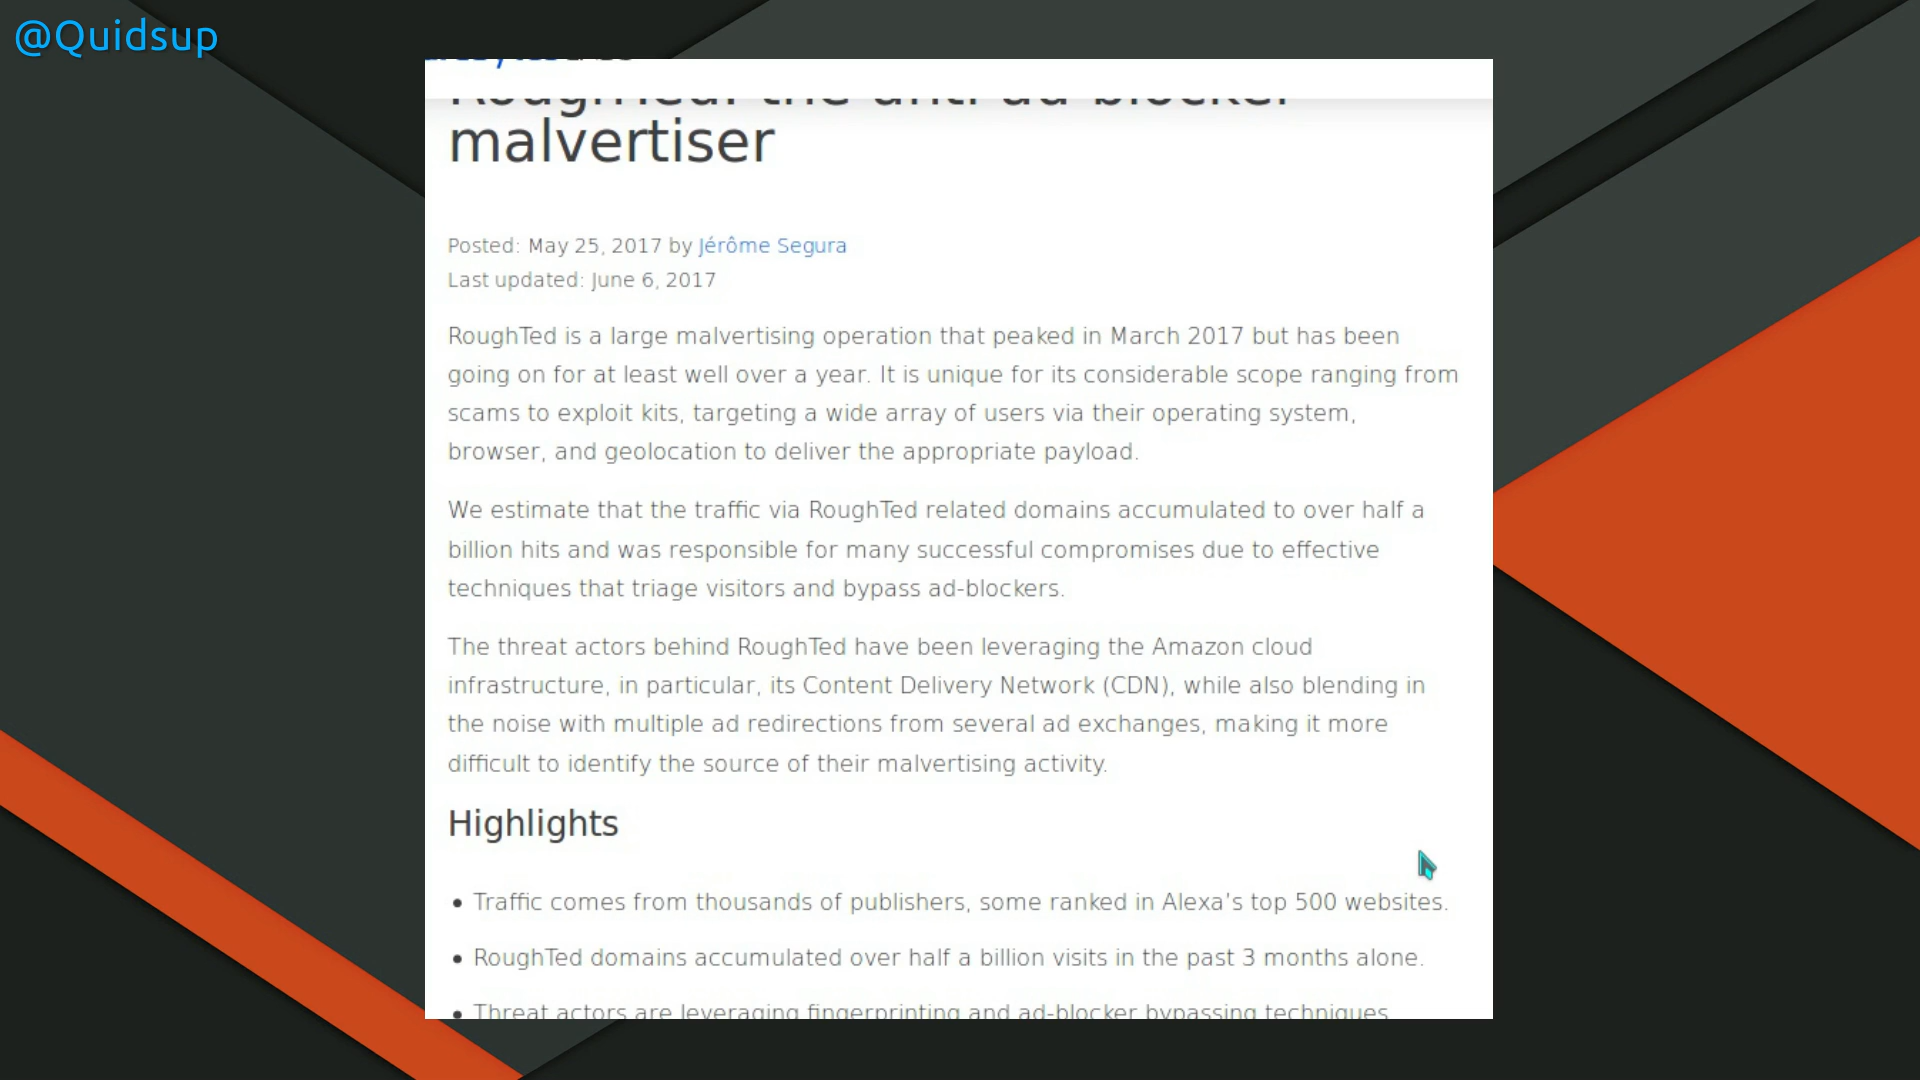 @Quidsup
RoughTed: the anti ad-blocker
malvertiser
Posted: May 25, 2017 by Jérôme Segura
Last updated: June 6, 2017
RoughTed is a large malvertising operation that peaked in March 2017 but has been
going on for at least well over a year. It is unique for its considerable scope ranging from
scams to exploit kits, targeting a wide array of users via their operating system,
browser, and geolocation to deliver the appropriate payload.
We estimate that the traffic via RoughTed related domains accumulated to over half a
billion hits and was responsible for many successful compromises due to effective
techniques that triage visitors and bypass ad-blockers.
The threat actors behind RoughTed have been leveraging the Amazon cloud
infrastructure, in particular, its Content Delivery Network (CDN), while also blending in
the noise with multiple ad redirections from several ad exchanges, making it more
difficult to identify the source of their malvertising activity.
Highlights
• Traffic comes from thousands of publishers, some ranked in Alexa's top 500 websites.
• RoughTed domains accumulated over half a billion visits in the past 3 months alone.
• Threat actors are leveraging fingerprinting and ad-blocker bypassing techniques